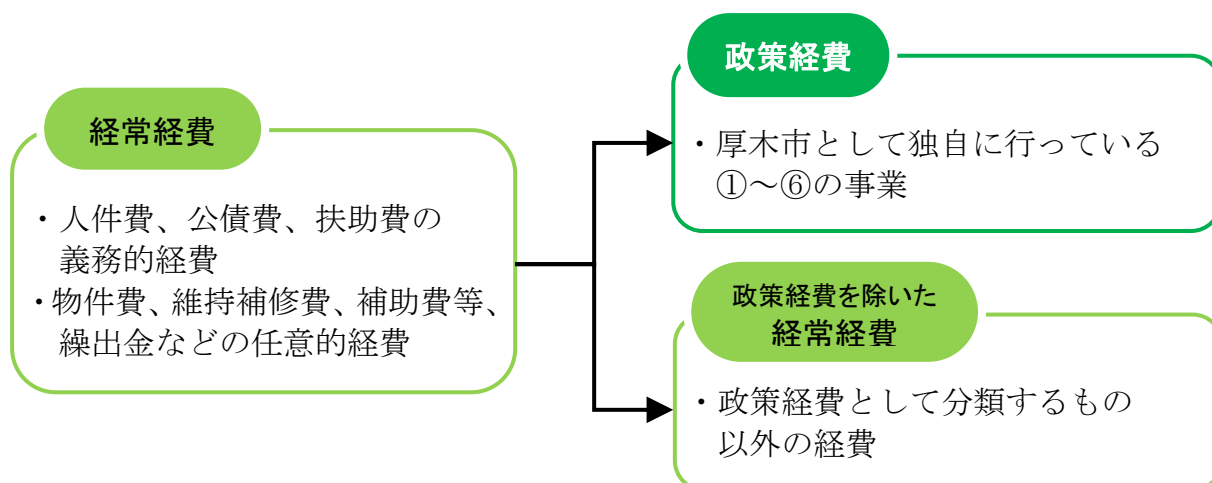 経常経費
・人件費、公債費、扶助費の
義務的経費
・物件費、維持補修費、補助費等、
繰出金などの任意的経費
政策経費
・厚木市として独自に行っている
①～⑥の事業
政策経費を除いた
経常経費
・政策経費として分類するもの
以外の経費